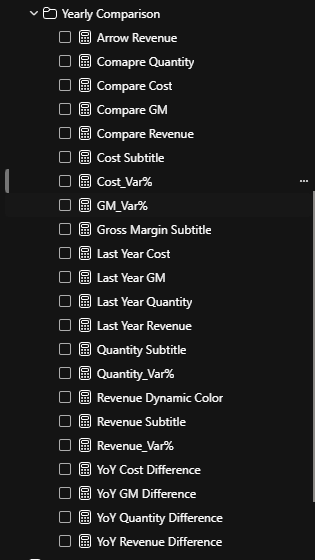 Yearly Comparison
Arrow Revenue
Comapre Quantity
Compare Cost
Compare GM
Compare Revenue
Cost Subtitle
Cost_Var%
GM_Var%
Gross Margin Subtitle
Last Year Cost
Last Year GM
Last Year Quantity
Last Year Revenue
Quantity Subtitle
Quantity_Var%
Revenue Dynamic Color
Revenue Subtitle
Revenue_Var%
YoY Cost Difference
YoY GM Difference
YoY Quantity Difference
YoY Revenue Difference